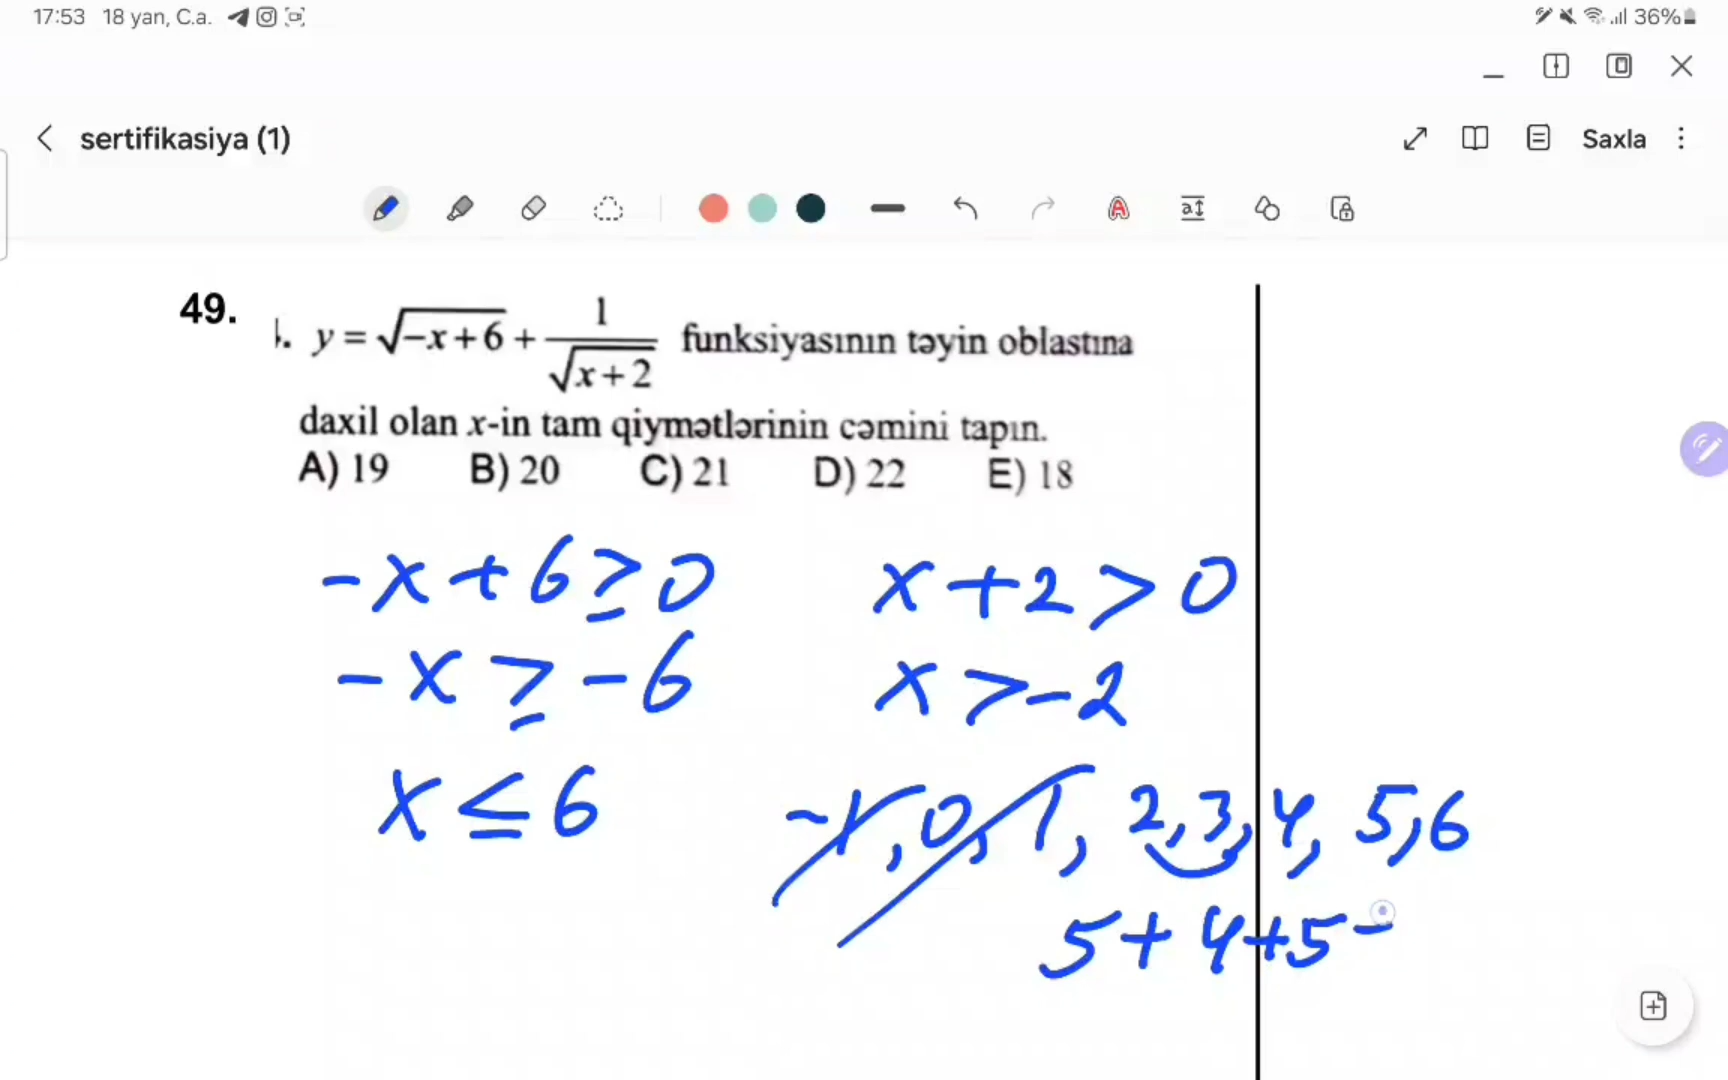 17:53 18 yan, C.a. 36%
sertifikasiya (1) Saxla
49. y = √(-x+6) + 1/√(x+2) funksiyasının təyin oblastına
daxil olan x-in tam qiymətlərinin cəmini tapın.
A) 19 B) 20 C) 21 D) 22 E) 18
-x+6≥0 x+2>0
-x≥-6 x>-2
x≤6 -1, 0, 1, 2, 3, 4, 5, 6
5+4+5-